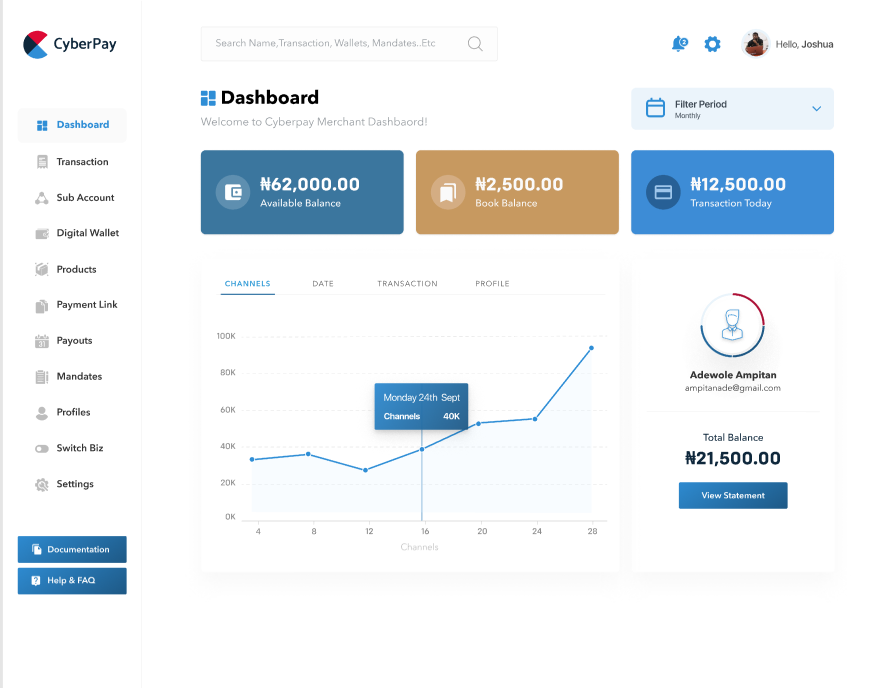 CyberPay
Search Name,Transaction, Wallets, Mandates..Etc
2
Hello, Joshua
Dashboard
Transaction
Sub Account
Digital Wallet
Products
Payment Link
Payouts
Mandates
Profiles
Switch Biz
Settings
Documentation
Help & FAQ
Dashboard
Welcome to Cyberpay Merchant Dashbaord!
Filter Period
Monthly
₦62,000.00
Available Balance
₦2,500.00
Book Balance
₦12,500.00
Transaction Today
CHANNELS DATE TRANSACTION PROFILE
100K
80K
60K
40K
20K
0K
Monday 24th Sept
Channels 40K
4 8 12 16 20 24 28
Channels
Adewole Ampitan
ampitanade@gmail.com
Total Balance
₦21,500.00
View Statement